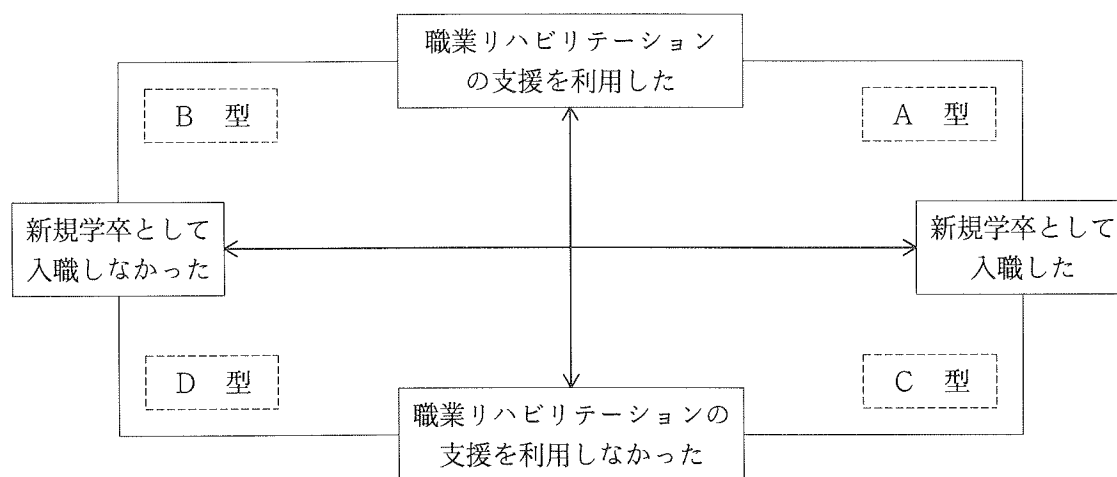 職業リハビリテーション
の支援を利用した
B 型
A 型
新規学卒として
入職しなかった
新規学卒として
入職した
D 型
C 型
職業リハビリテーションの
支援を利用しなかった